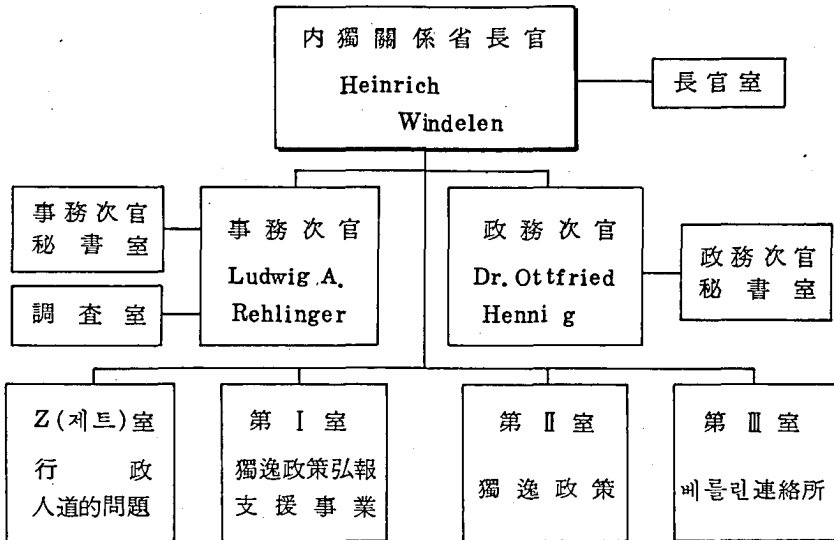 内獨關係省長官
Heinrich
Windelen
長官室
事務次官
秘書室
調査室
事務次官
Ludwig A.
Rehlinger
政務次官
Dr. Ottfried
Henni g
政務次官
秘書室
Z(제트)室
行政
人道的問題
第 I 室
獨逸政策弘報
支援事業
第 II 室
獨逸政策
第 III 室
베를린連絡所